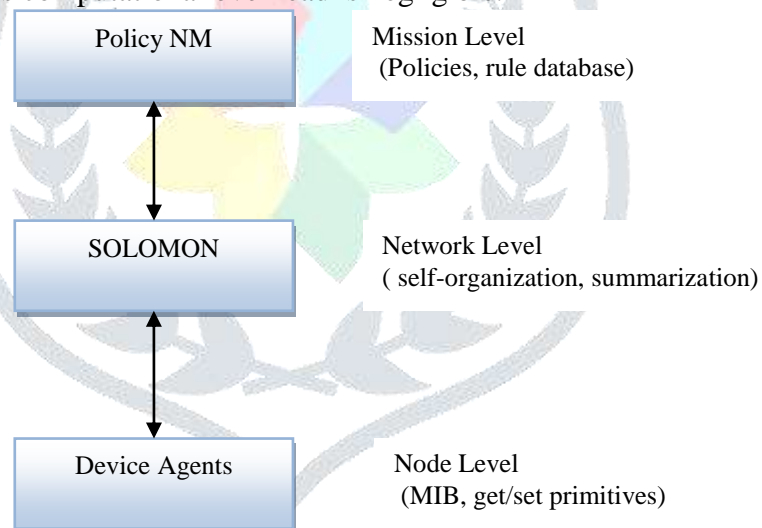 Policy NM
Mission Level
(Policies, rule database)
SOLOMON
Network Level
( self-organization, summarization)
Device Agents
Node Level
(MIB, get/set primitives)